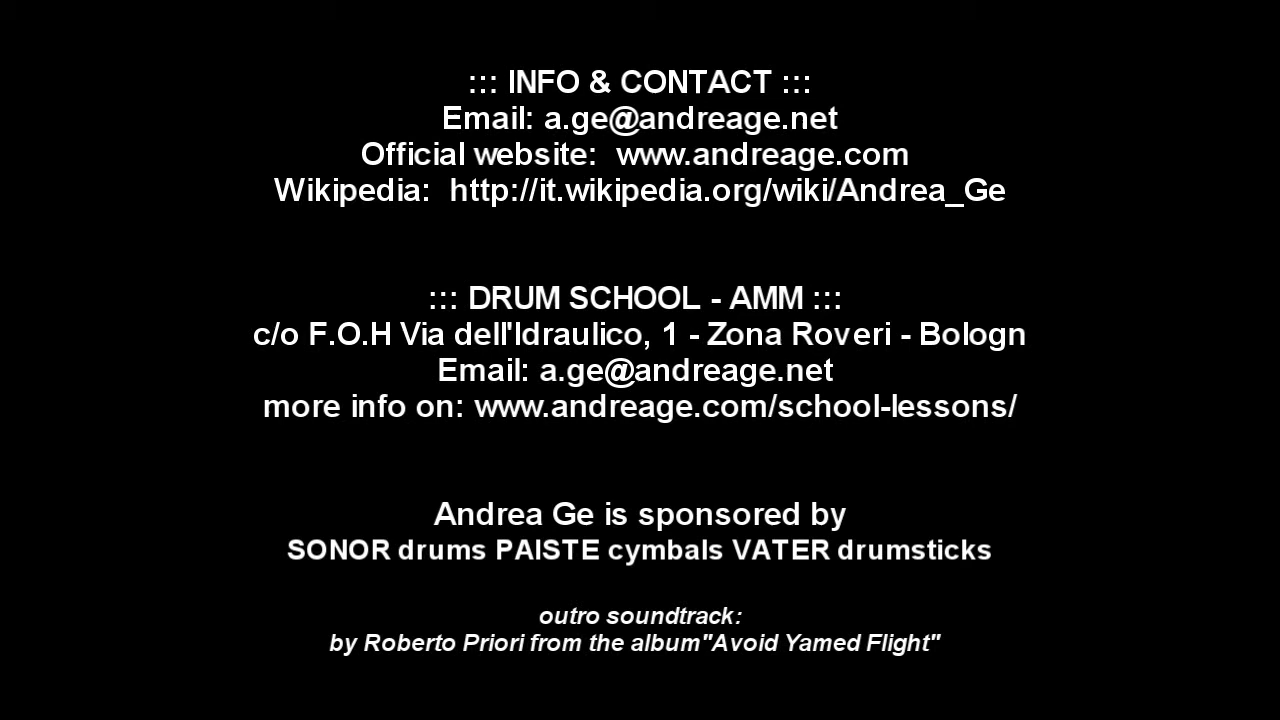 ::: INFO & CONTACT :::
Email: a.ge@andreage.net
Official website:  www.andreage.com
Wikipedia:  http://it.wikipedia.org/wiki/Andrea_Ge
::: DRUM SCHOOL - AMM :::
c/o F.O.H Via dell'Idraulico, 1 - Zona Roveri - Bologn
Email: a.ge@andreage.net
more info on: www.andreage.com/school-lessons/
Andrea Ge is sponsored by
SONOR drums PAISTE cymbals VATER drumsticks
outro soundtrack:
by Roberto Priori from the album"Avoid Yamed Flight"